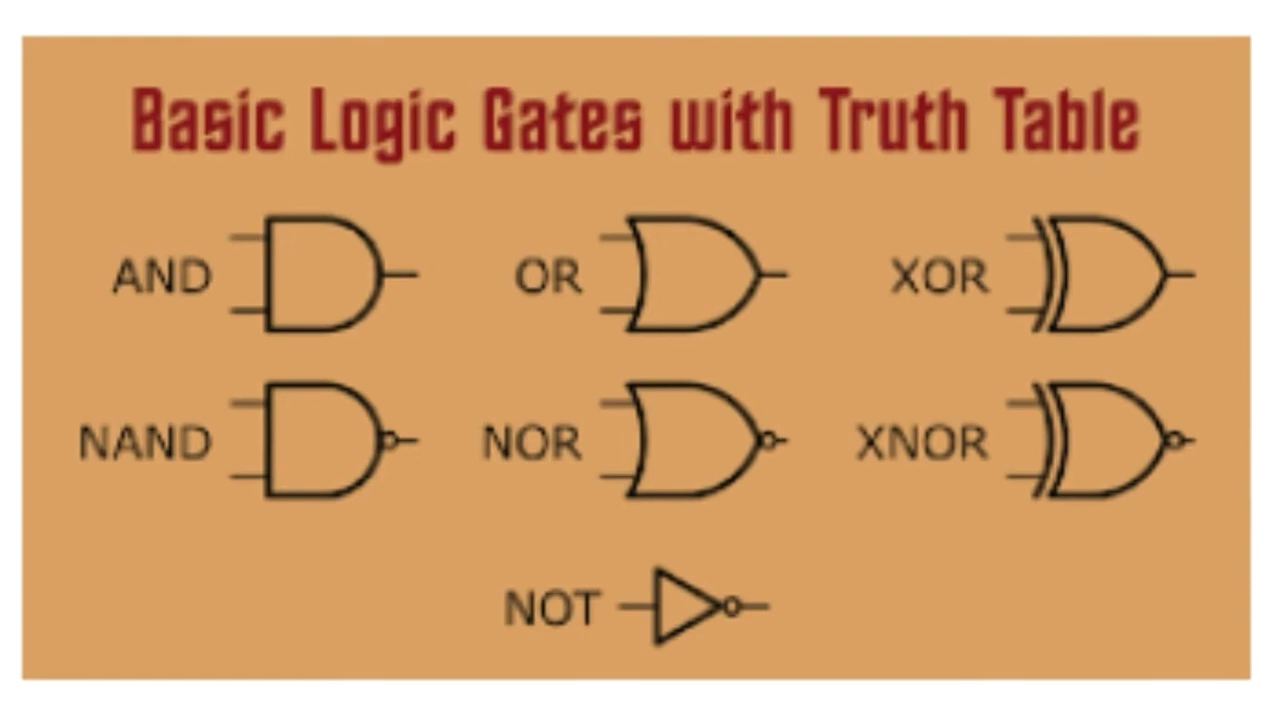 Basic Logic Gates with Truth Table
AND OR XOR
NAND NOR XNOR
NOT